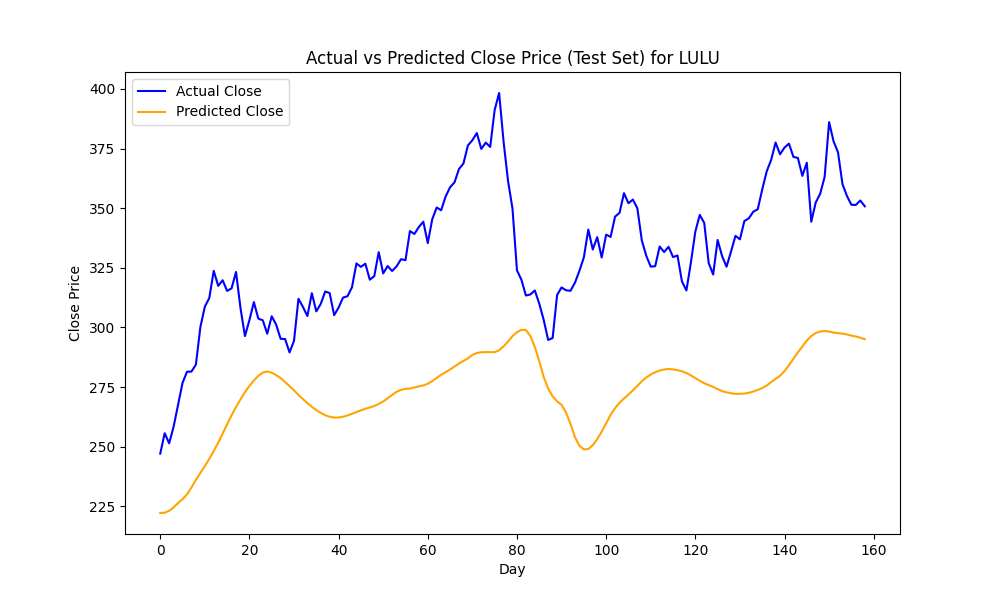 Actual vs Predicted Close Price (Test Set) for LULU
Actual Close
Predicted Close
400
375
350
325
300
275
250
225
Close Price
0 20 40 60 80 100 120 140 160
Day